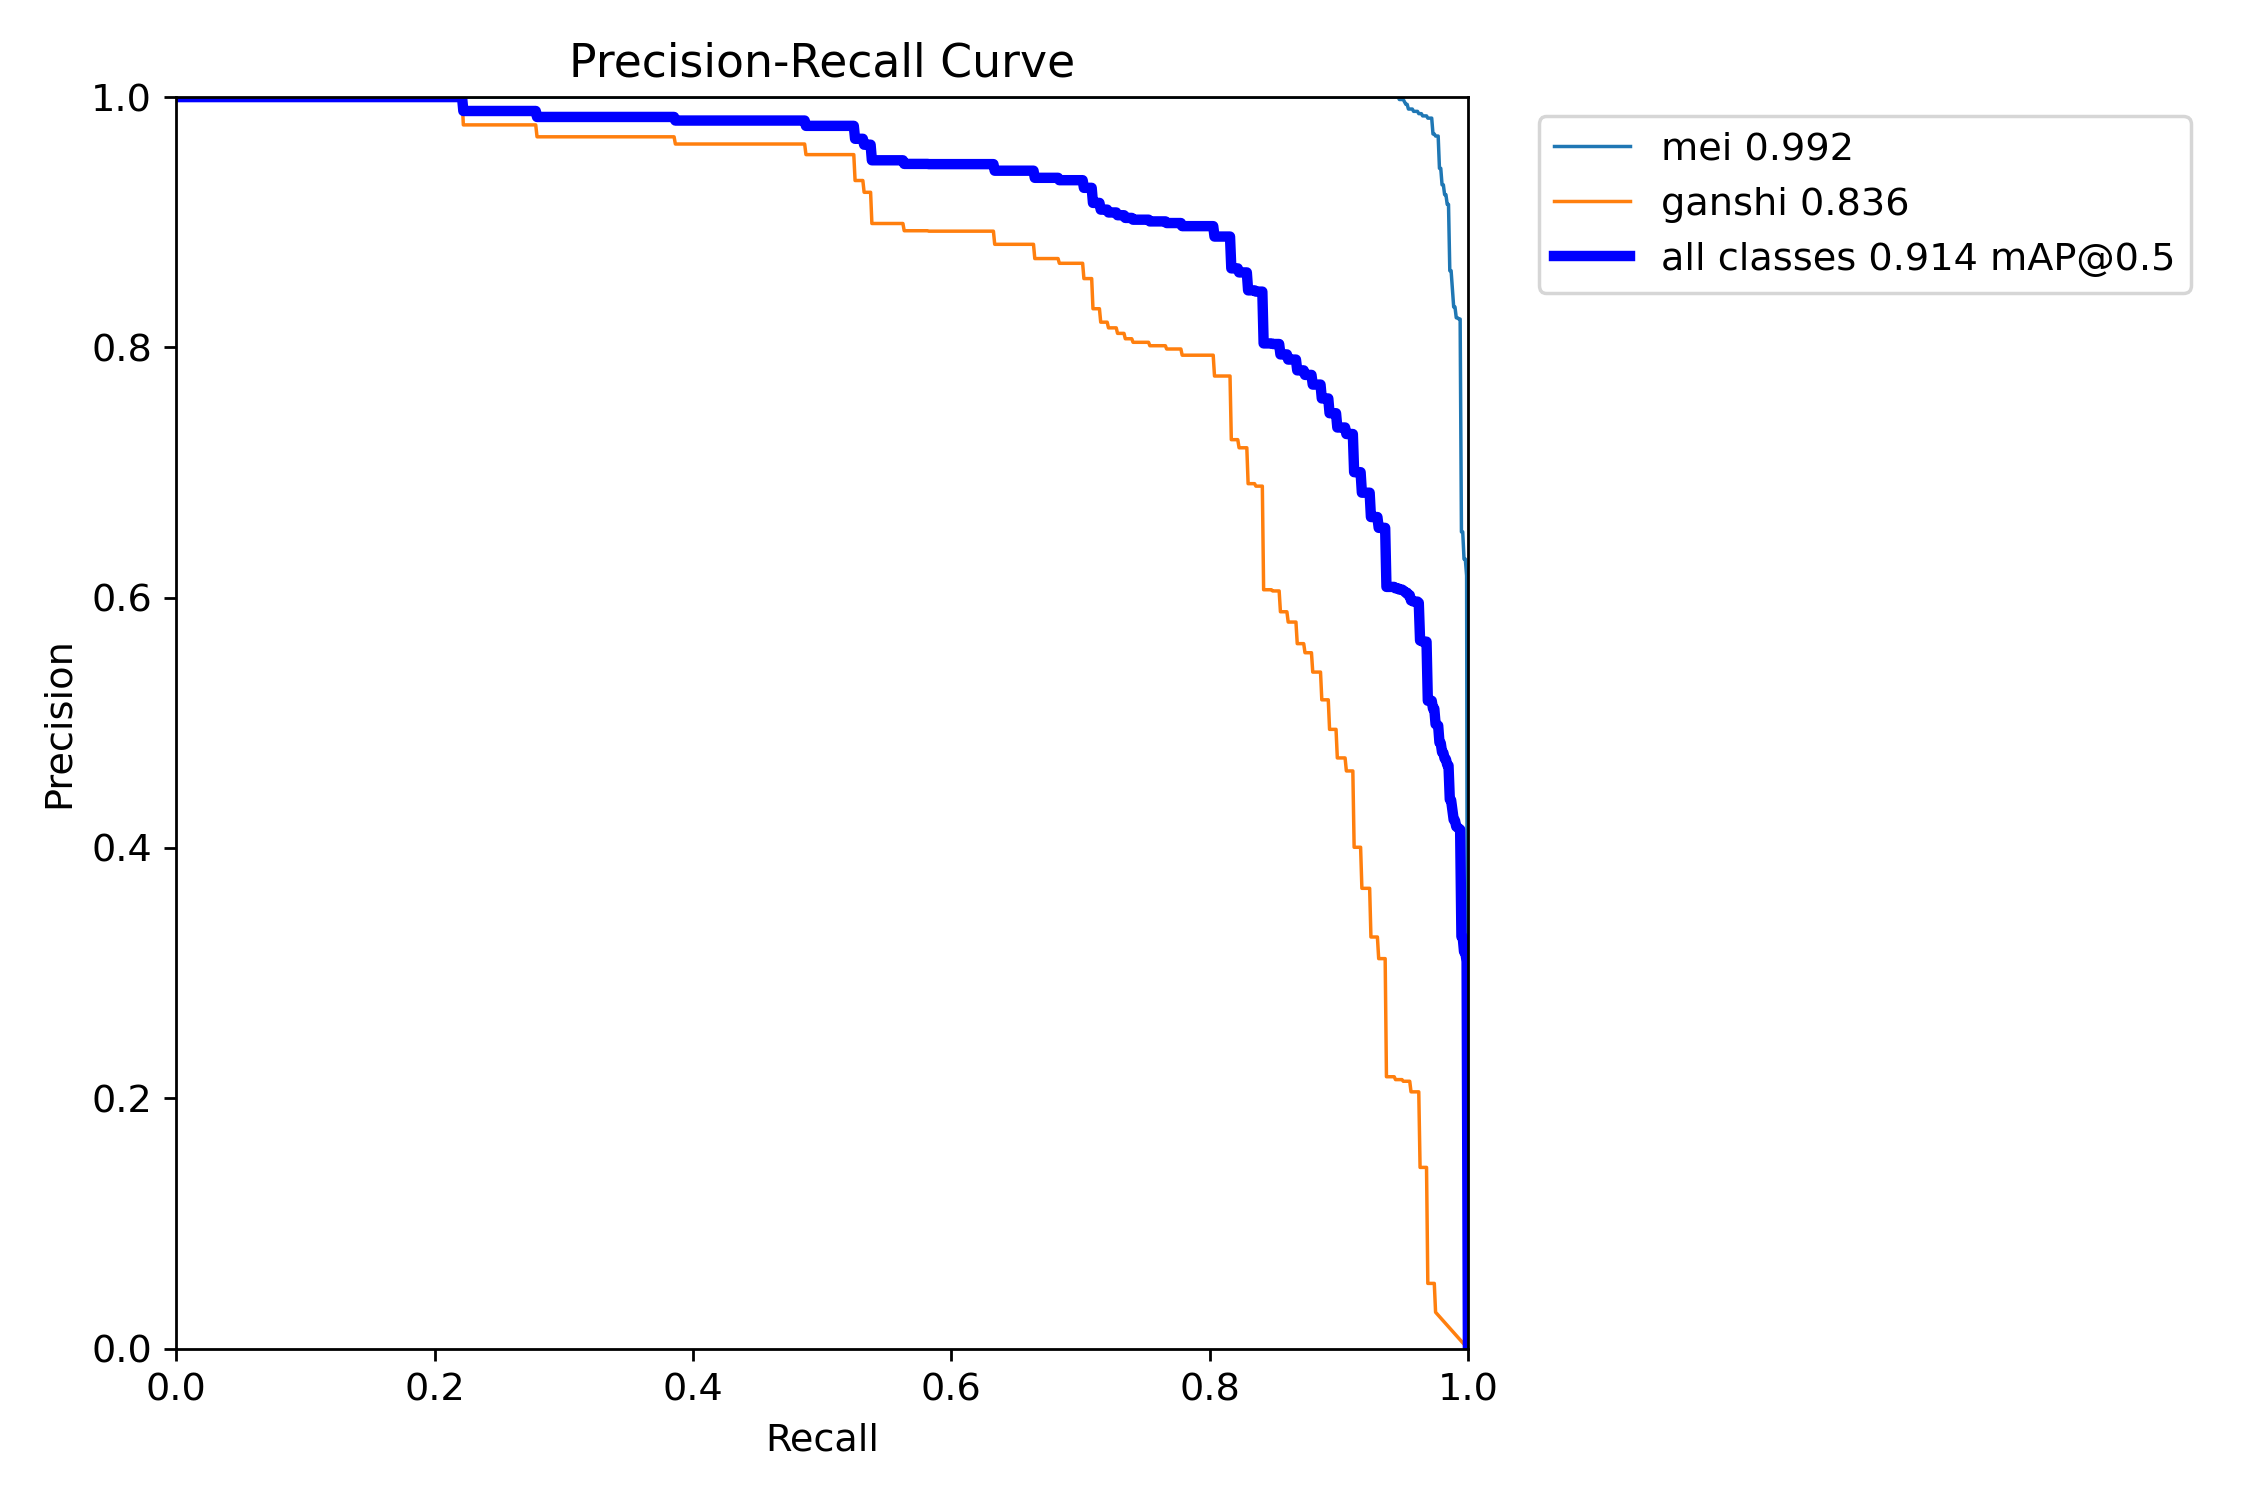 Precision-Recall Curve
1.0
0.8
0.6
0.4
0.2
0.0
Precision
0.0 0.2 0.4 0.6 0.8 1.0
Recall
mei 0.992
ganshi 0.836
all classes 0.914 mAP@0.5